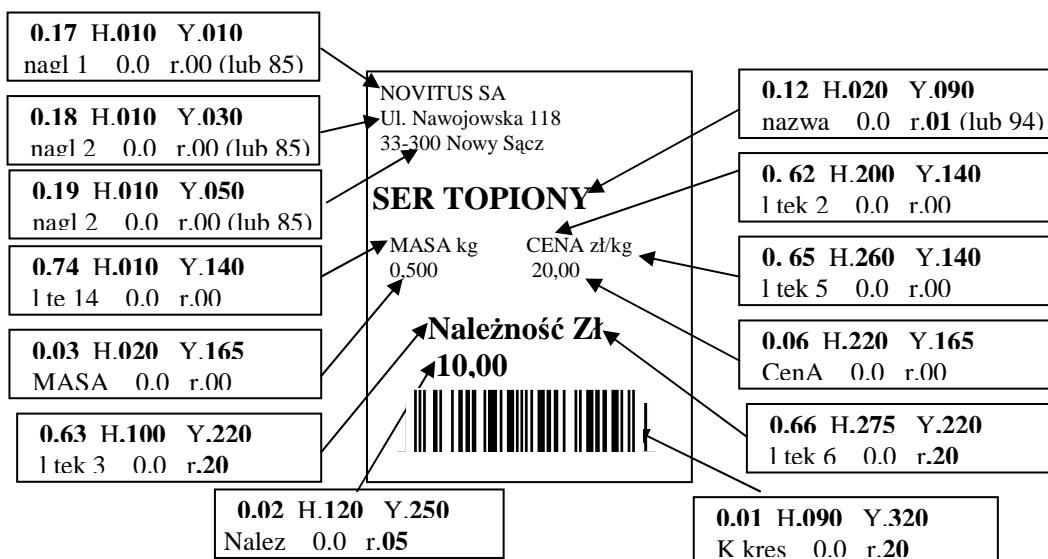 0.17 H.010 Y.010
nagl 1 0.0 r.00 (lub 85)
0.18 H.010 Y.030
nagl 2 0.0 r.00 (lub 85)
0.19 H.010 Y.050
nagl 2 0.0 r.00 (lub 85)
0.74 H.010 Y.140
l te 14 0.0 r.00
0.03 H.020 Y.165
MASA 0.0 r.00
0.63 H.100 Y.220
l tek 3 0.0 r.20
0.02 H.120 Y.250
Nalez 0.0 r.05
NOVITUS SA
Ul. Nawojowska 118
33-300 Nowy Sącz
SER TOPIONY
MASA kg CENA zł/kg
0,500 20,00
Należność Zł
10,00
0.12 H.020 Y.090
nazwa 0.0 r.01 (lub 94)
0. 62 H.200 Y.140
l tek 2 0.0 r.00
0. 65 H.260 Y.140
l tek 5 0.0 r.00
0.06 H.220 Y.165
CenA 0.0 r.00
0.66 H.275 Y.220
l tek 6 0.0 r.20
0.01 H.090 Y.320
K kres 0.0 r.20